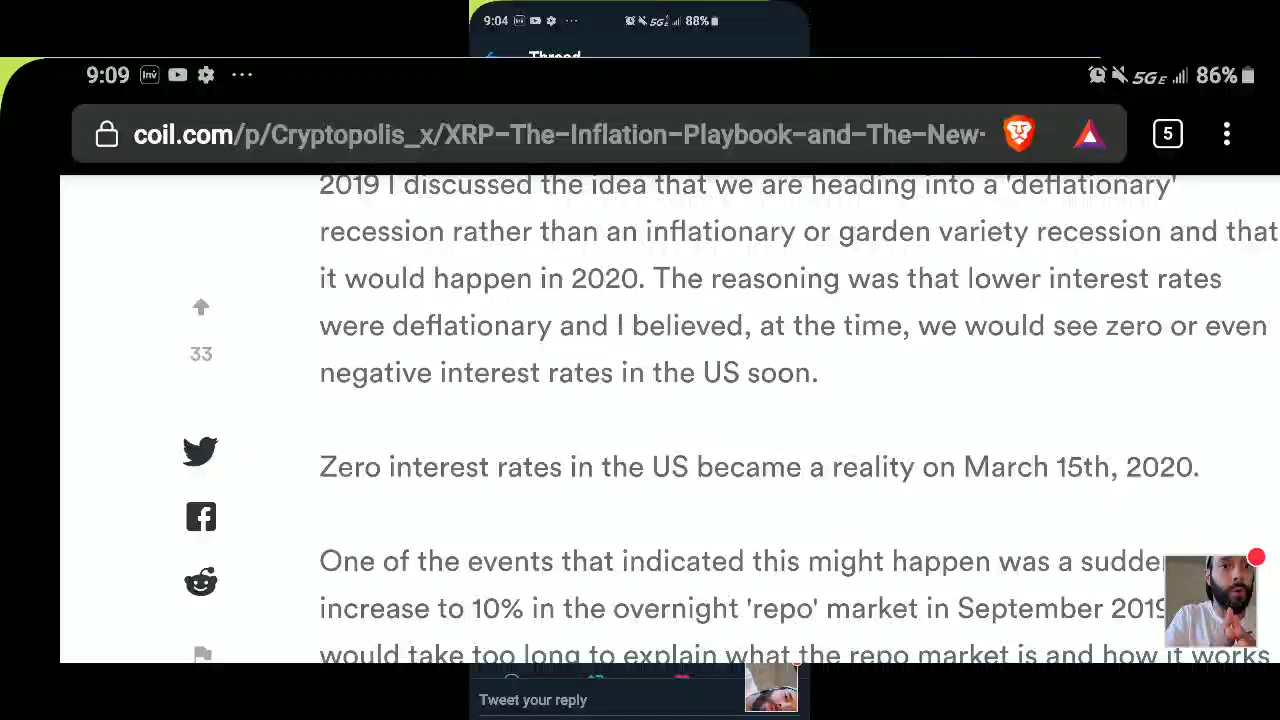 9:04
5GE
88%
Thread
9:09
Inv
5GE
86%
coil.com/p/Cryptopolis_x/XRP-The-Inflation-Playbook-and-The-New-
5
2019 I discussed the idea that we are heading into a 'deflationary'
recession rather than an inflationary or garden variety recession and that
it would happen in 2020. The reasoning was that lower interest rates
were deflationary and I believed, at the time, we would see zero or even
negative interest rates in the US soon.
33
Zero interest rates in the US became a reality on March 15th, 2020.
One of the events that indicated this might happen was a sudde
increase to 10% in the overnight 'repo' market in September 2019
would take too long to explain what the repo market is and how it works
Tweet your reply